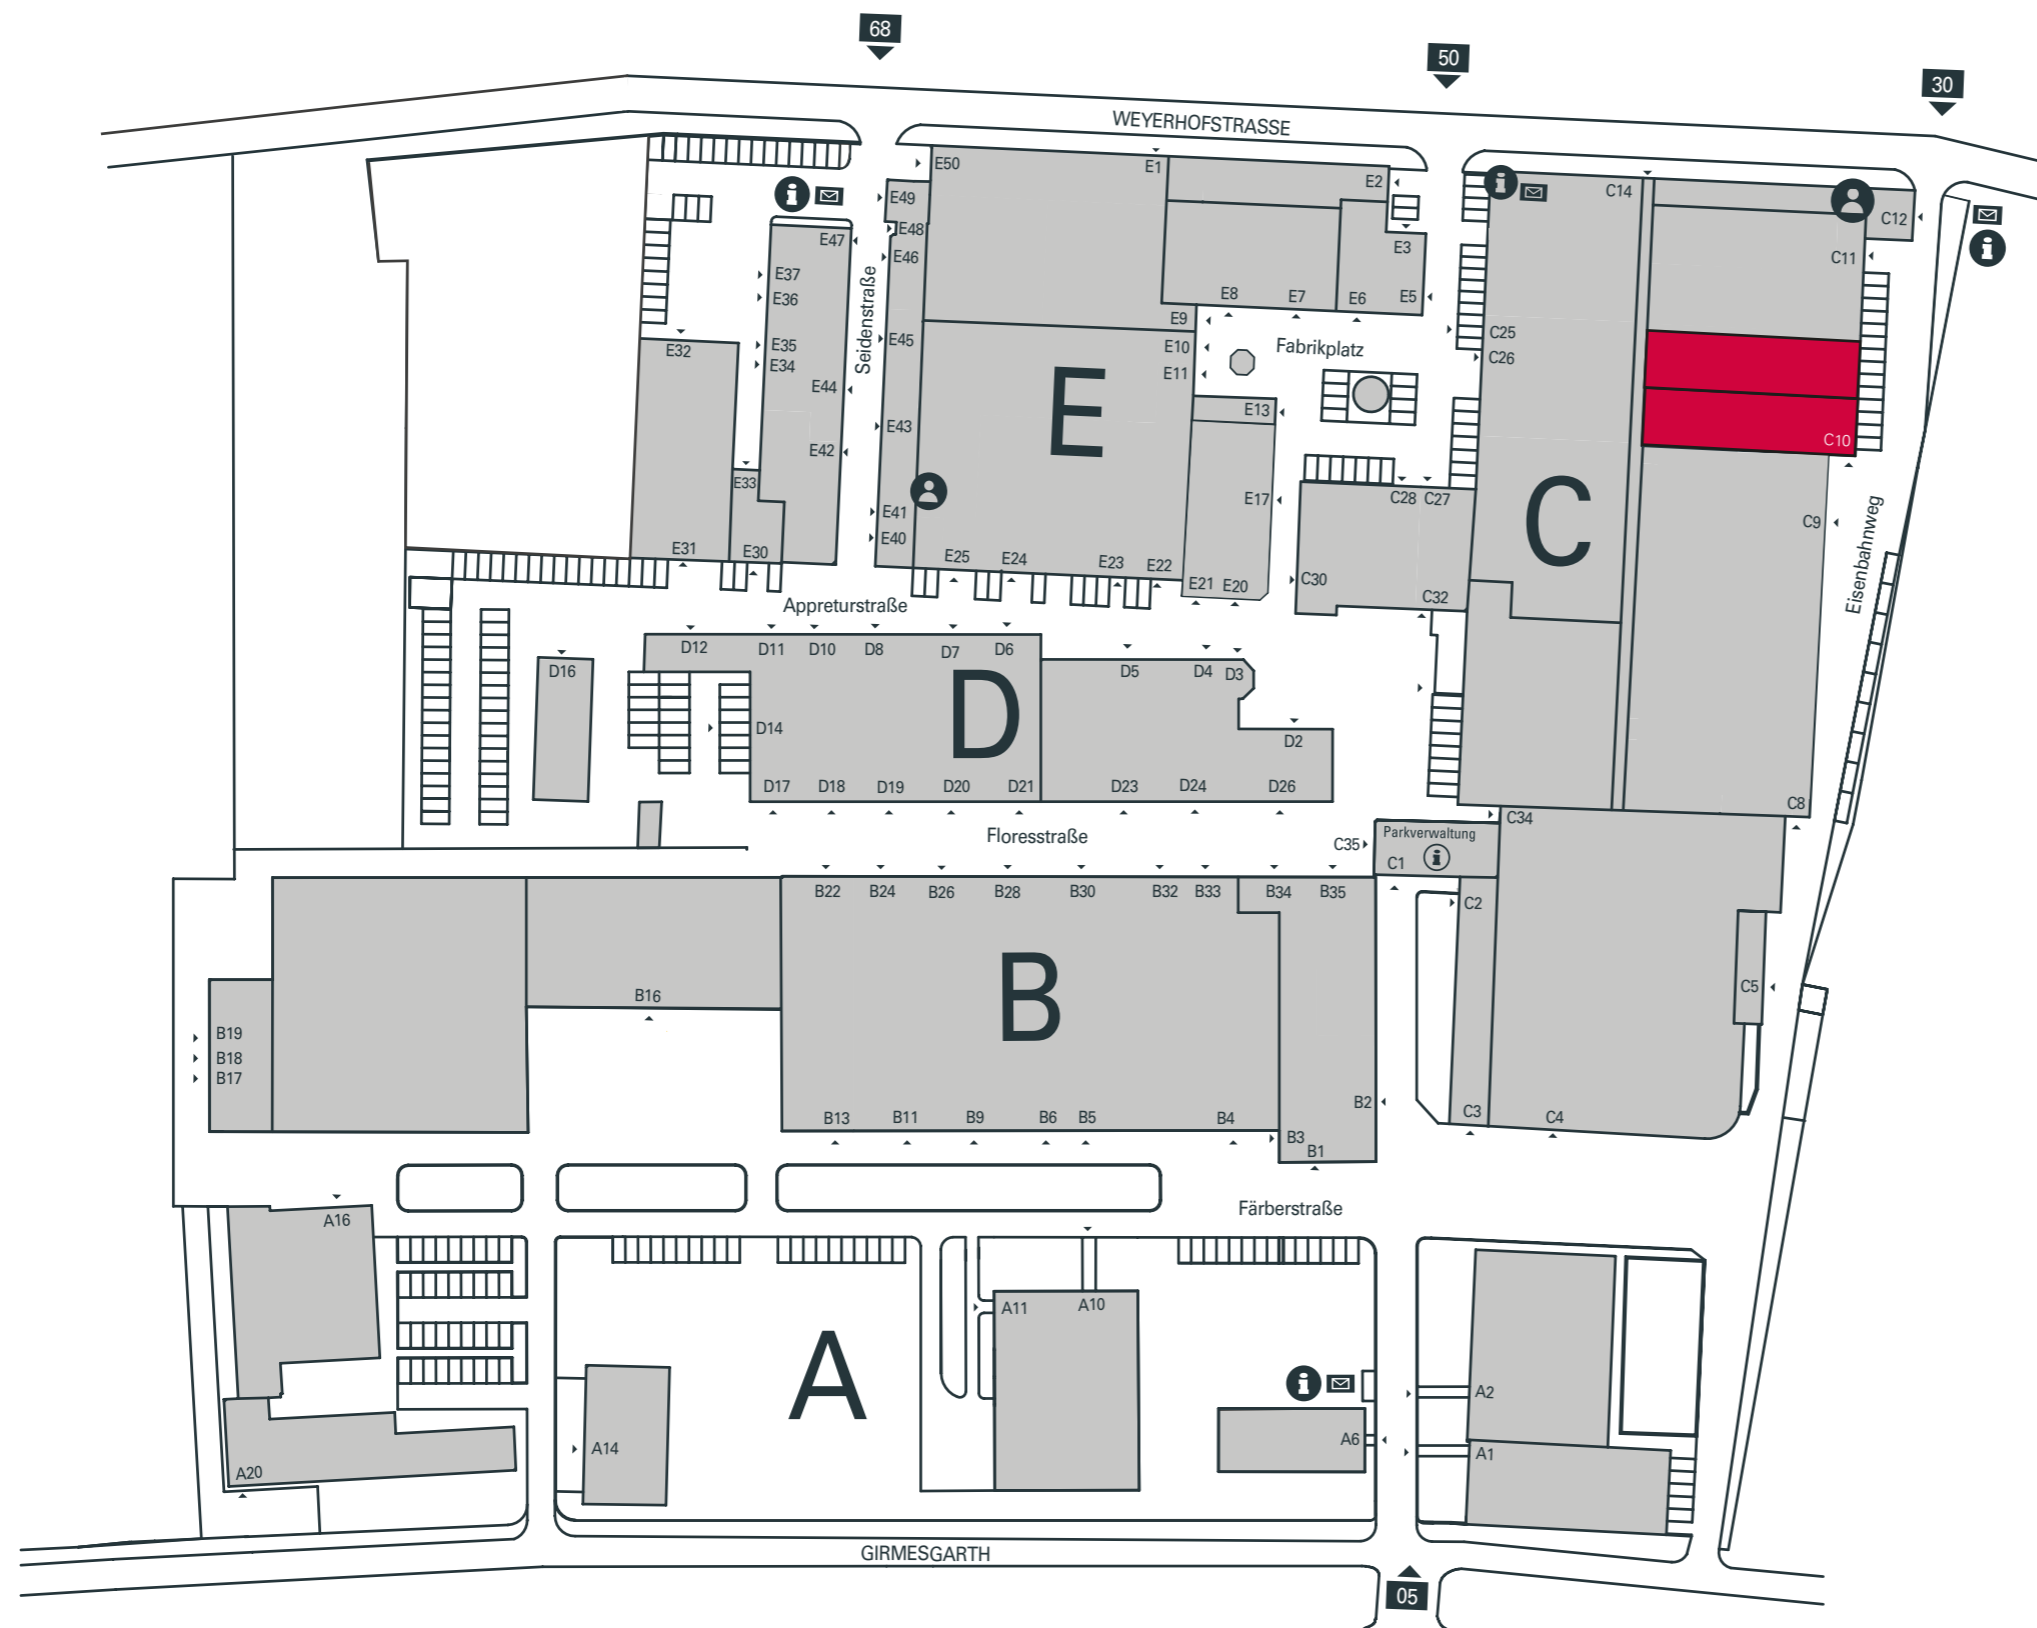 68
50
30
WEYERHOFSTRASSE
E50
E1
E2
C14
C12
E49
E48
E47
E46
E3
C11
E37
E36
E8
E7
E6
E5
Seidenstraße
E9
E45
E35
E34
E32
E10
E11
Fabrikplatz
C25
C26
E44
E13
E
E43
E42
C10
E33
E17
C28
C27
C
E41
E40
C9
Eisenbahnweg
E31
E30
E25
E24
E23
E22
E21
E20
C30
C32
Appreturstraße
D12
D11
D10
D8
D7
D6
D16
D5
D4
D3
D
D14
D2
D17
D18
D19
D20
D21
D23
D24
D26
C8
C34
Floresstraße
Parkverwaltung
C35
C1
B22
B24
B26
B28
B30
B32
B33
B34
B35
C2
B
B16
C5
B19
B18
B17
B13
B11
B9
B6
B5
B4
B2
B3
B1
C3
C4
Färberstraße
A16
A11
A10
A
A2
A14
A6
A1
A20
GIRMESGARTH
05